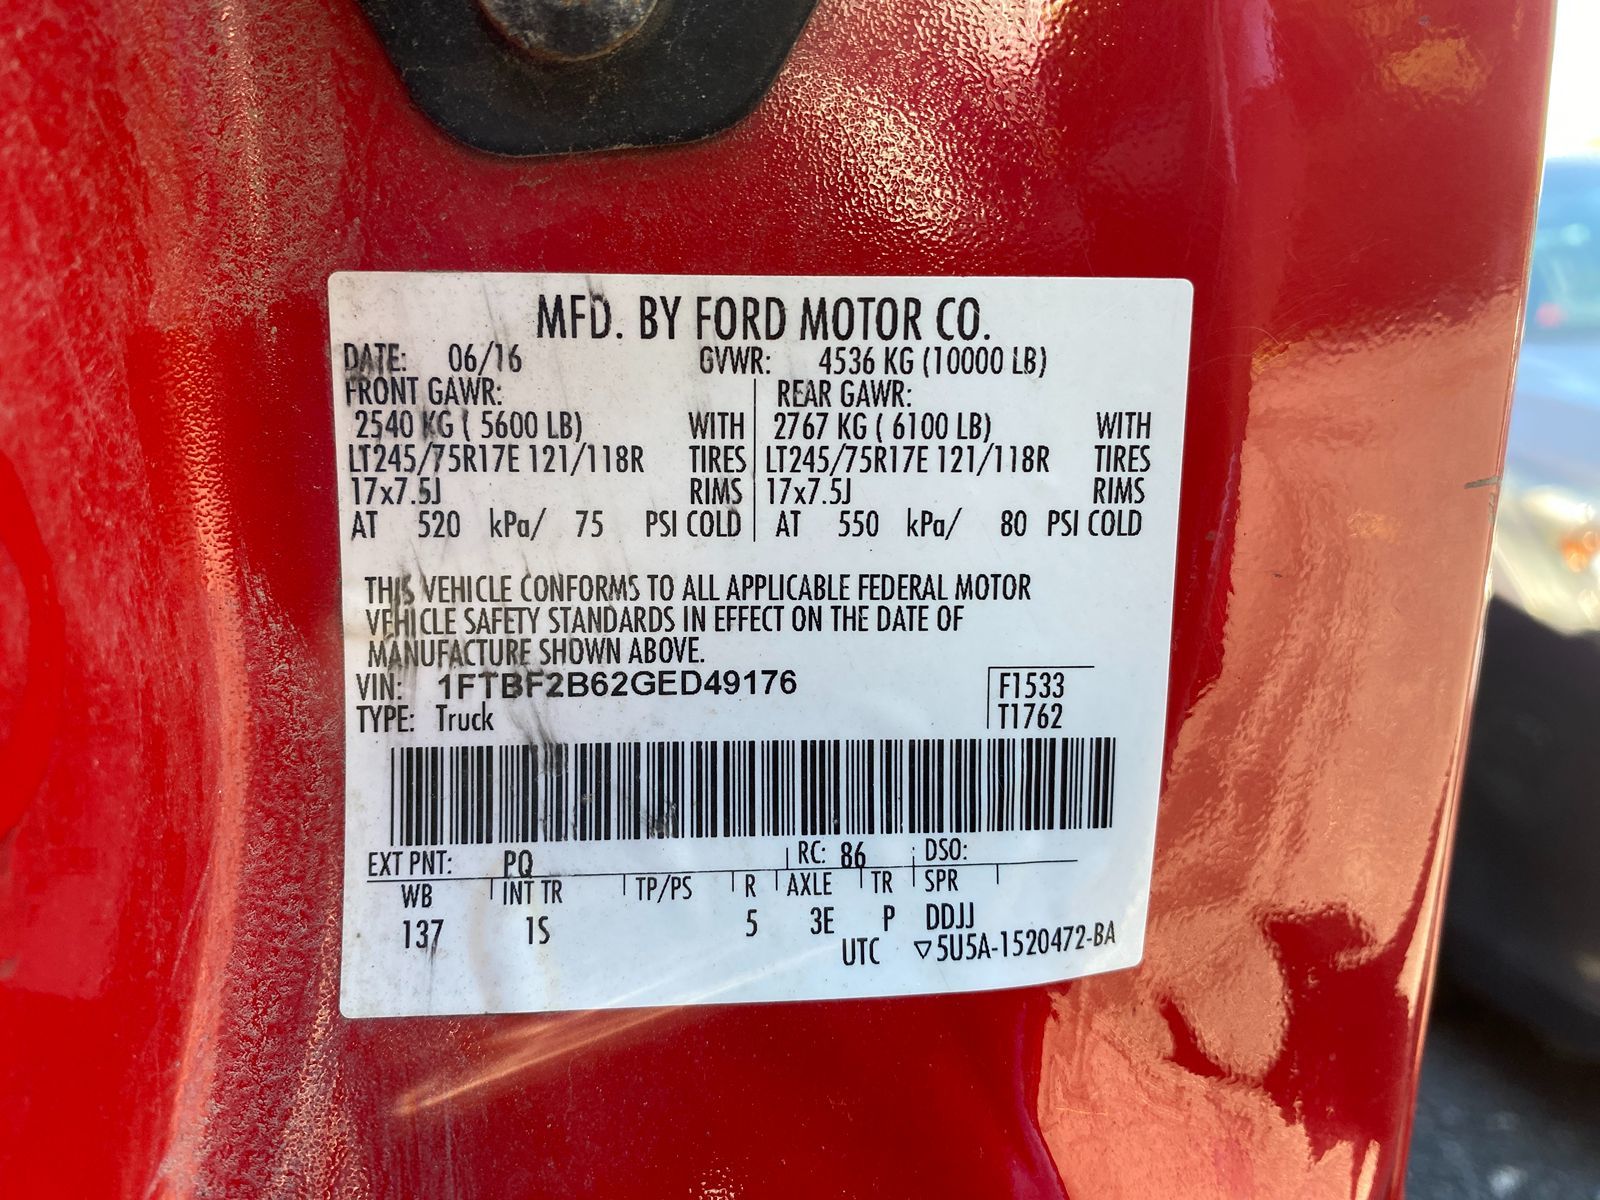 MFD. BY FORD MOTOR CO.
DATE: 06/16 GVWR: 4536 KG (10000 LB)
FRONT GAWR: REAR GAWR:
2540 KG ( 5600 LB) WITH 2767 KG ( 6100 LB) WITH
LT245/75R17E 121/118R TIRES LT245/75R17E 121/118R TIRES
17x7.5J RIMS 17x7.5J RIMS
AT 520 kPa/ 75 PSI COLD AT 550 kPa/ 80 PSI COLD
THIS VEHICLE CONFORMS TO ALL APPLICABLE FEDERAL MOTOR
VEHICLE SAFETY STANDARDS IN EFFECT ON THE DATE OF
MANUFACTURE SHOWN ABOVE.
VIN: 1FTBF2B62GED49176 F1533
TYPE: Truck T1762
EXT PNT: PQ RC: 86 DSO:
WB INT TR TP/PS R AXLE TR SPR
137 1S 5 3E P DDJJ
UTC ▽5U5A-1520472-BA